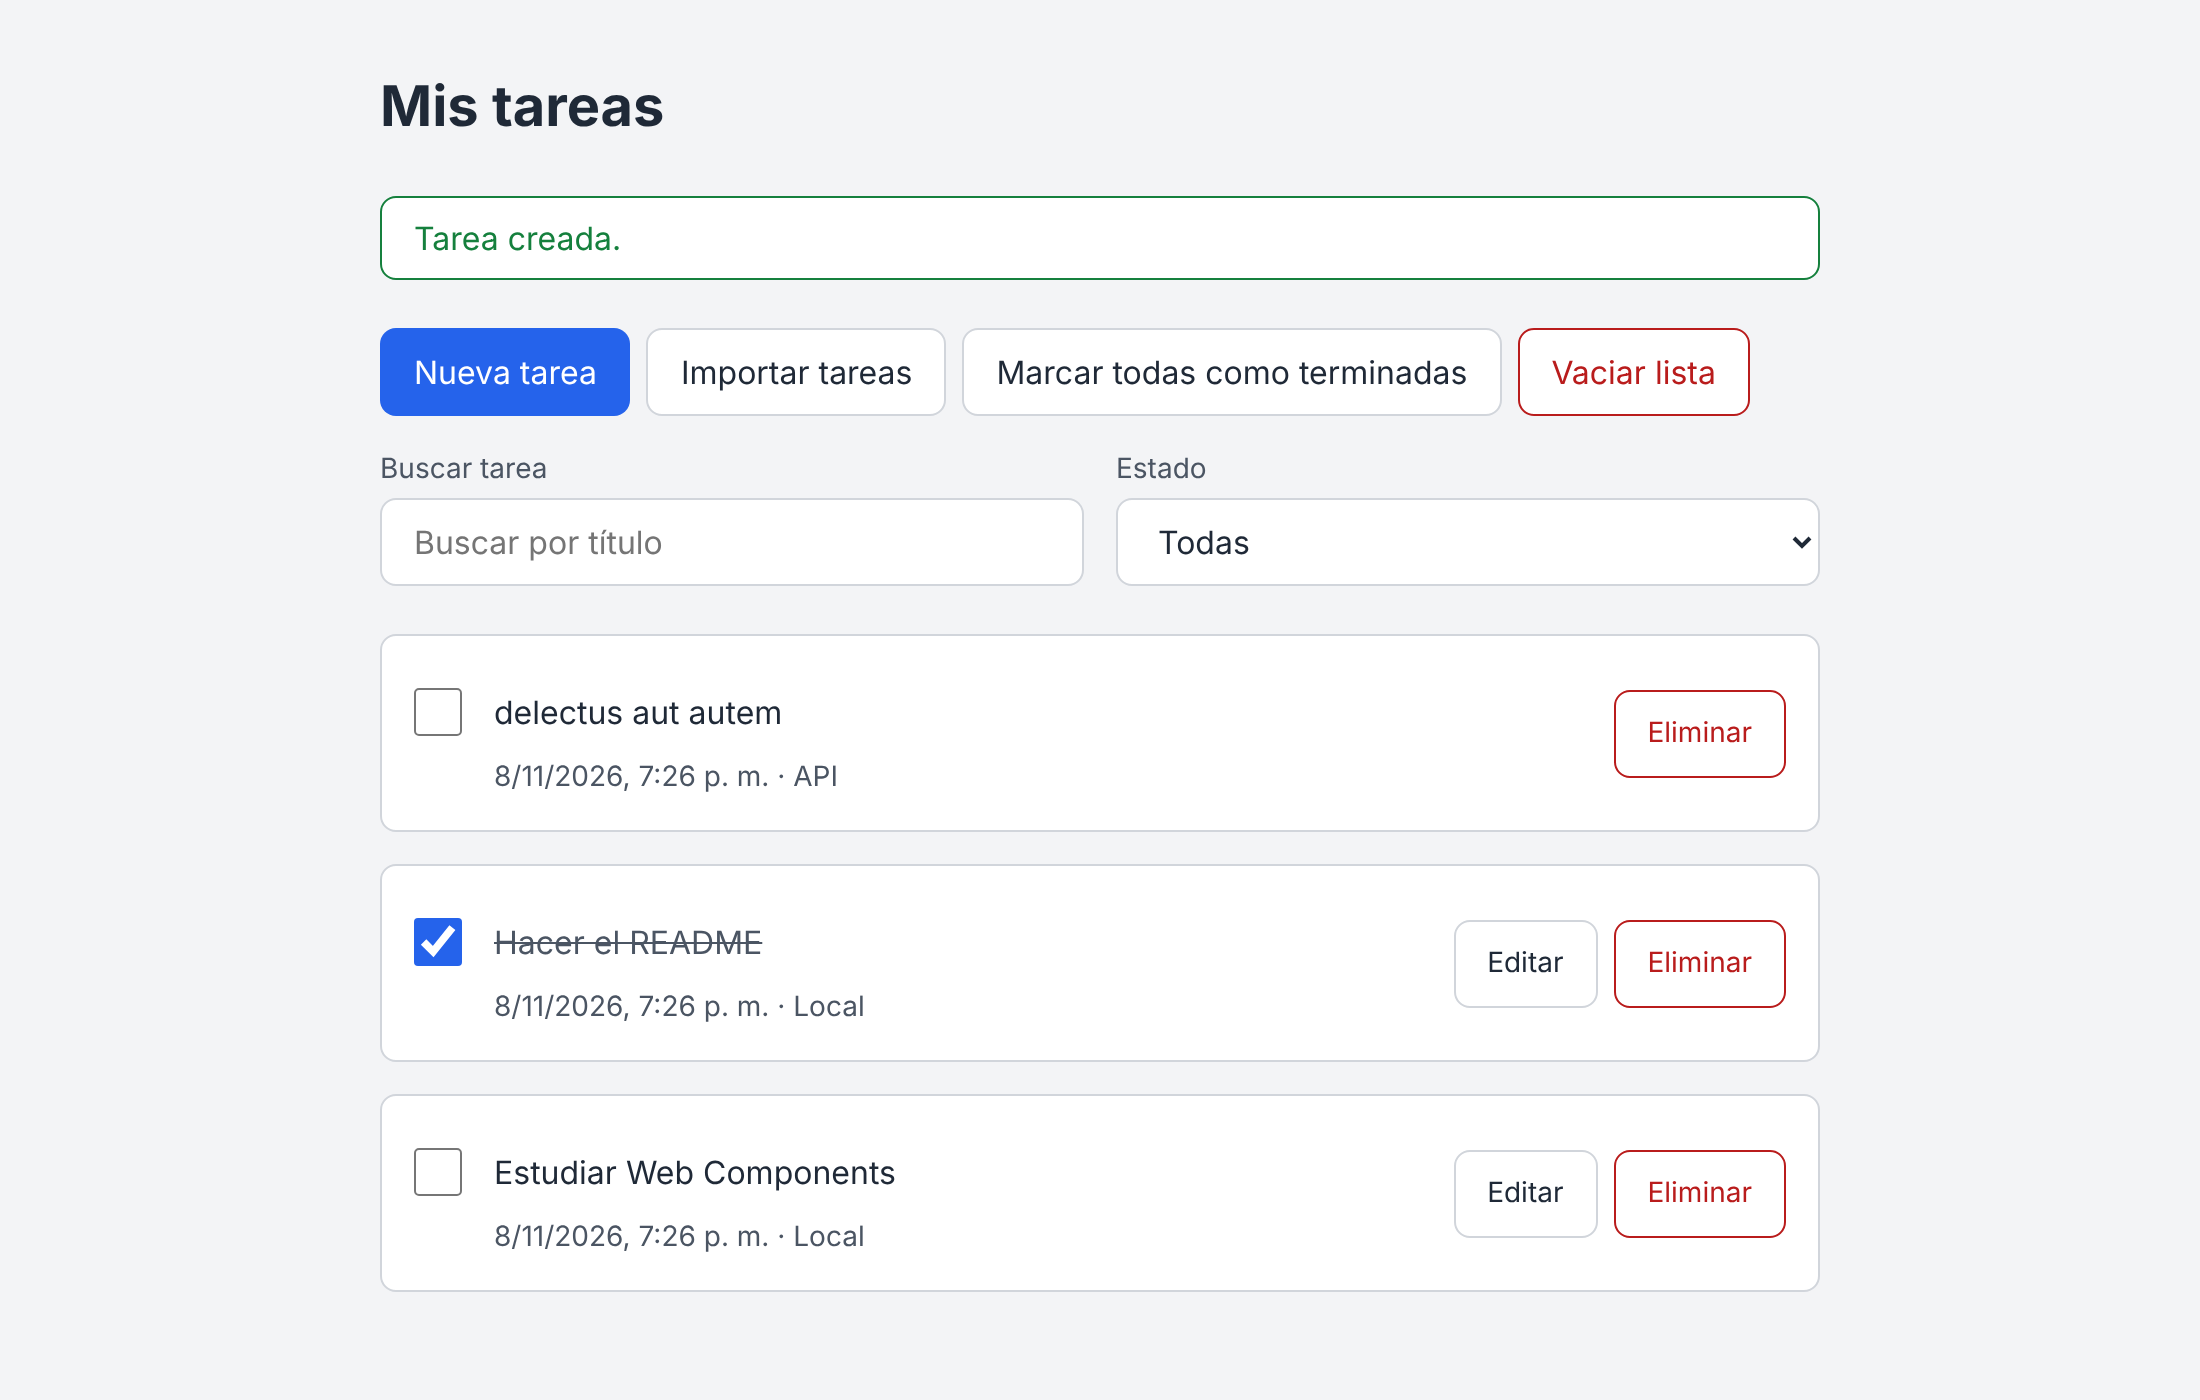 Mis tareas
Tarea creada.
Nueva tarea
Importar tareas
Marcar todas como terminadas
Vaciar lista
Buscar tarea
Estado
Buscar por título
Todas
delectus aut autem
Eliminar
8/11/2026, 7:26 p. m. · API
Hacer el README
Editar
Eliminar
8/11/2026, 7:26 p. m. · Local
Estudiar Web Components
Editar
Eliminar
8/11/2026, 7:26 p. m. · Local